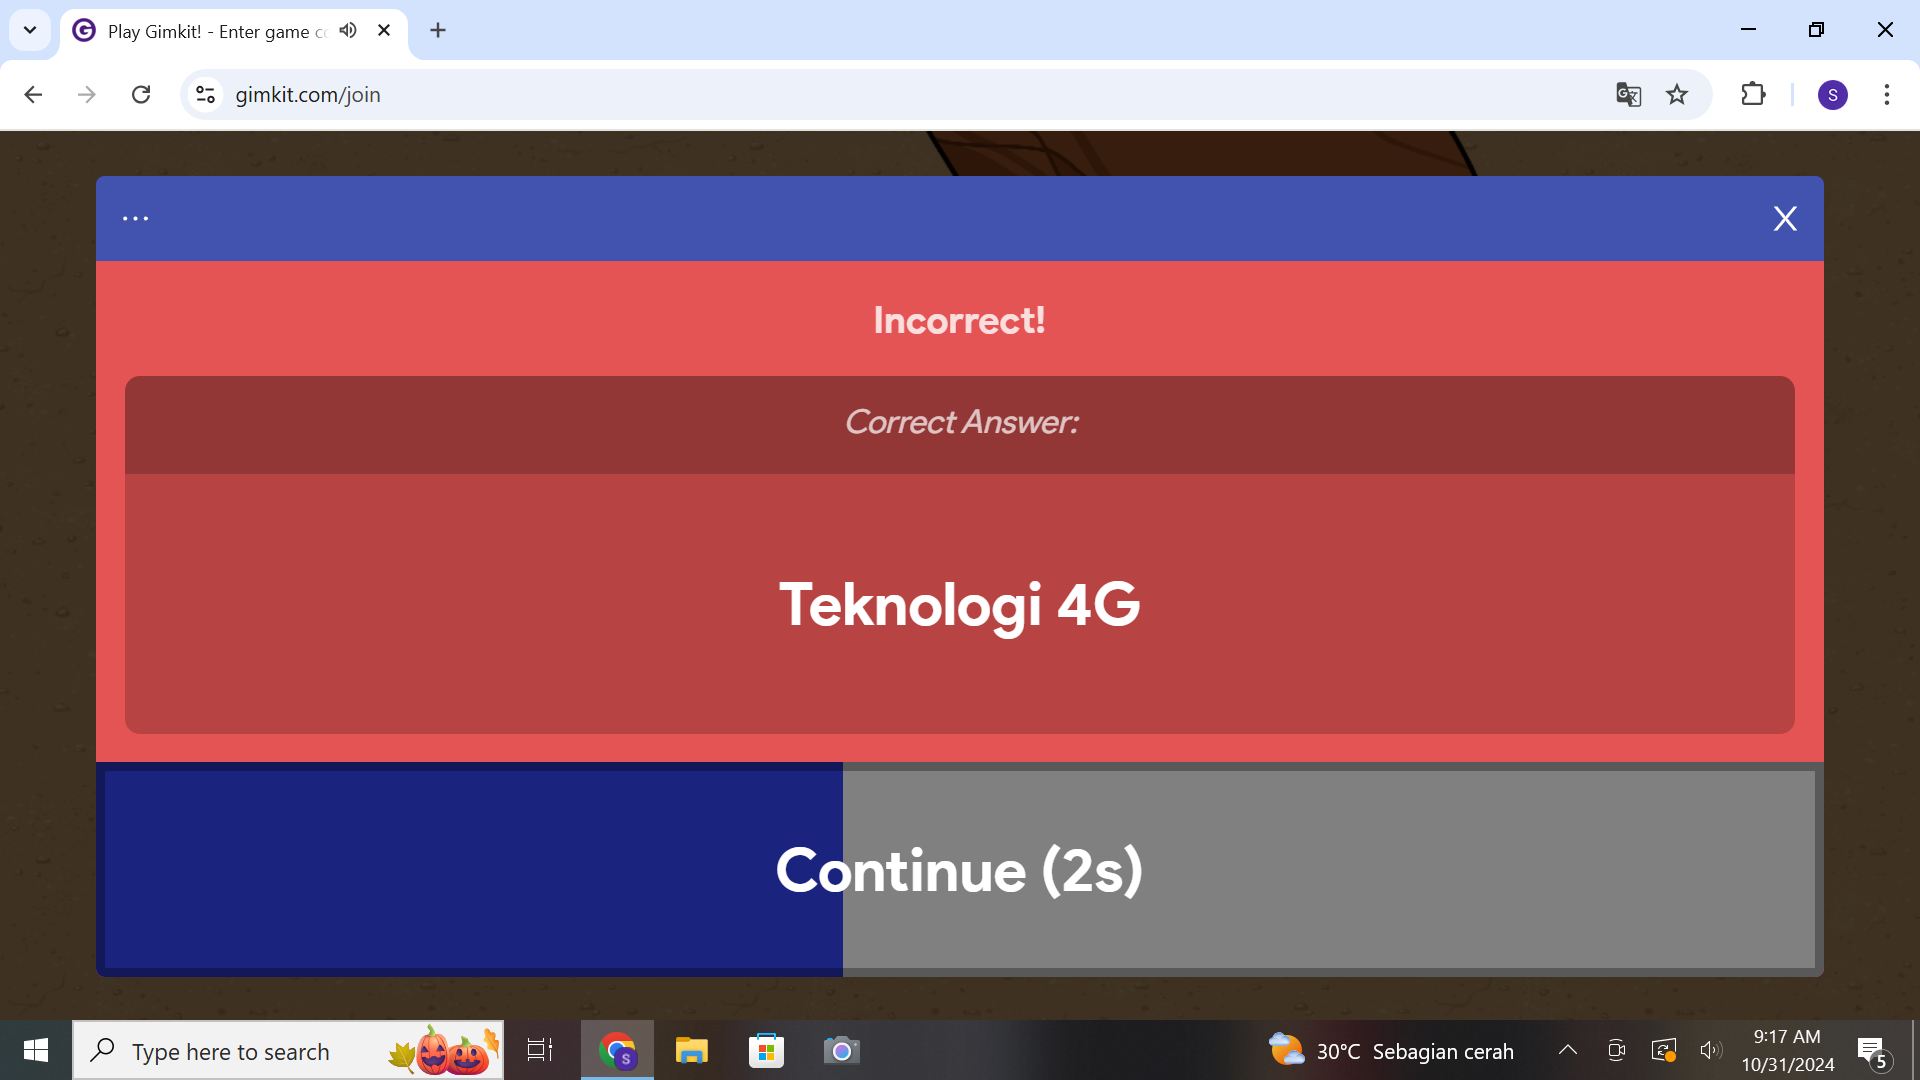 Play Gimkit! - Enter game c
gimkit.com/join
S
...
X
Incorrect!
Correct Answer:
Teknologi 4G
Continue (2s)
Type here to search
S
30°C Sebagian cerah
9:17 AM
10/31/2024
5